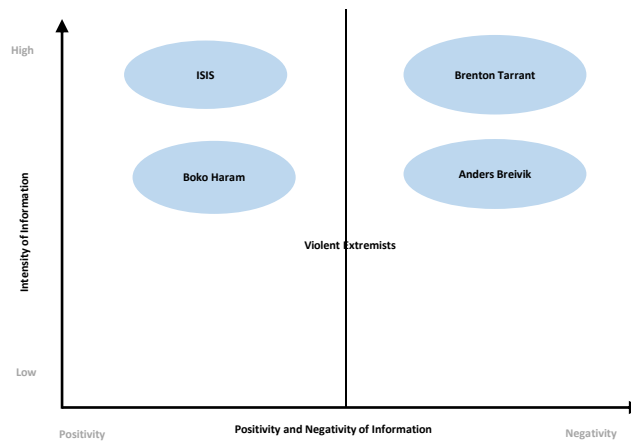 High
ISIS
Brenton Tarrant
Boko Haram
Anders Breivik
Intensity of Information
Violent Extremists
Low
Positivity
Positivity and Negativity of Information
Negativity